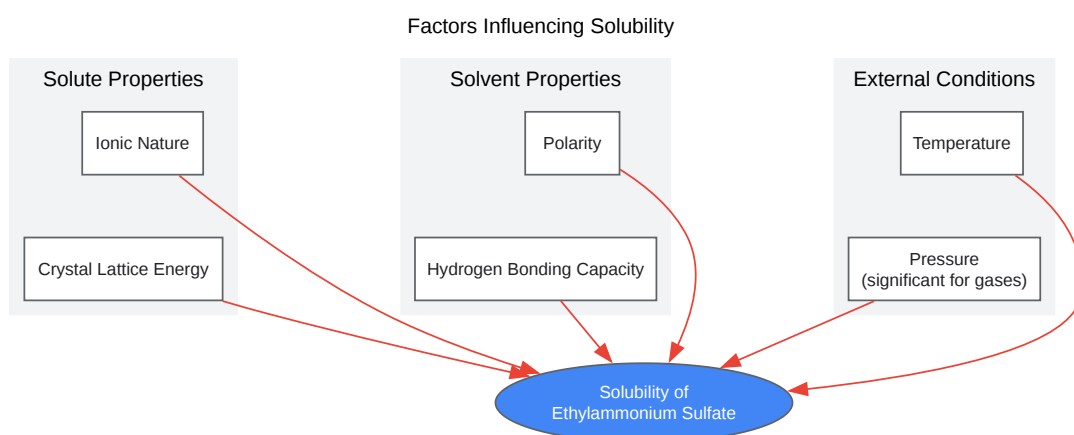 Factors Influencing Solubility
Solute Properties
Ionic Nature
Crystal Lattice Energy
Solvent Properties
Polarity
Hydrogen Bonding Capacity
External Conditions
Temperature
Pressure
(significant for gases)
Solubility of
Ethylammonium Sulfate